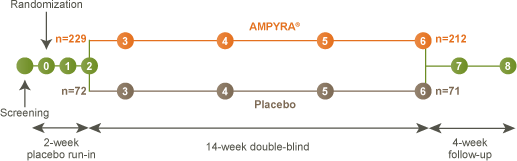 Randomization
AMPYRA®
n=229 3 4 5 6 n=212
0 1 2 7 8
n=72 3 4 5 6 n=71
Screening
Placebo
2-week
placebo run-in
14-week double-blind
4-week
follow-up